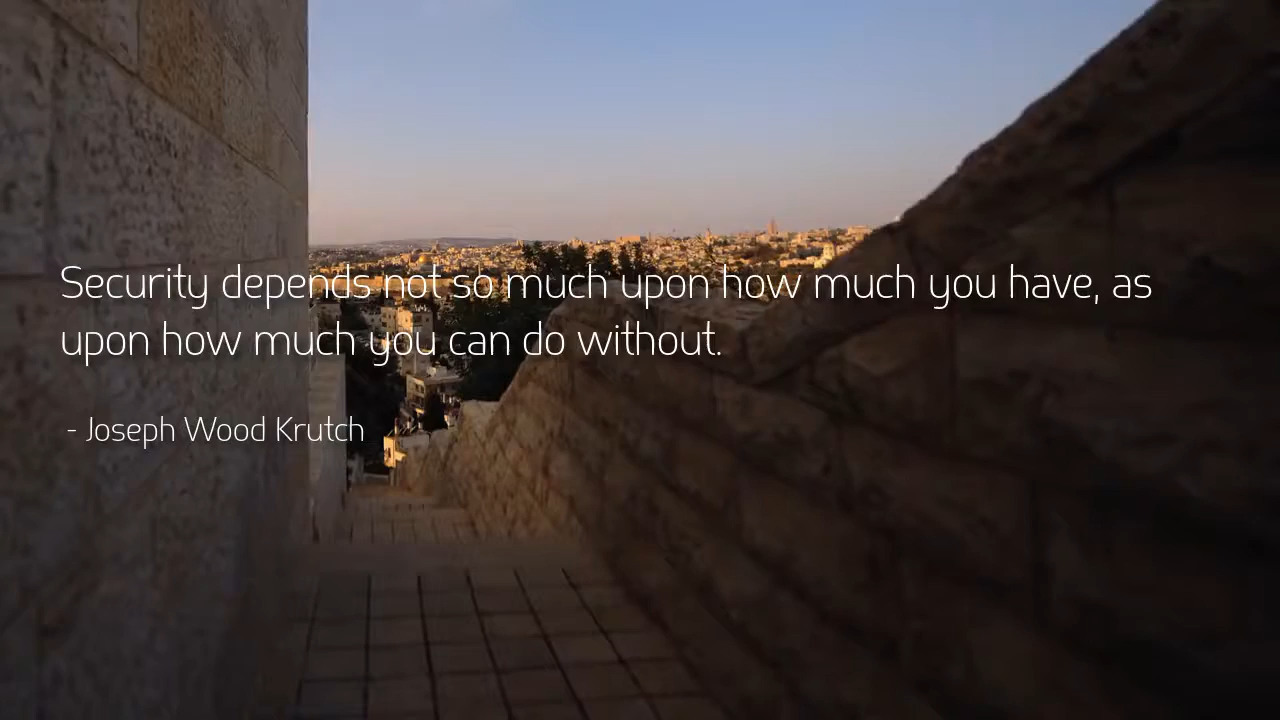 Security depends not so much upon how much you have, as
upon how much you can do without.
- Joseph Wood Krutch